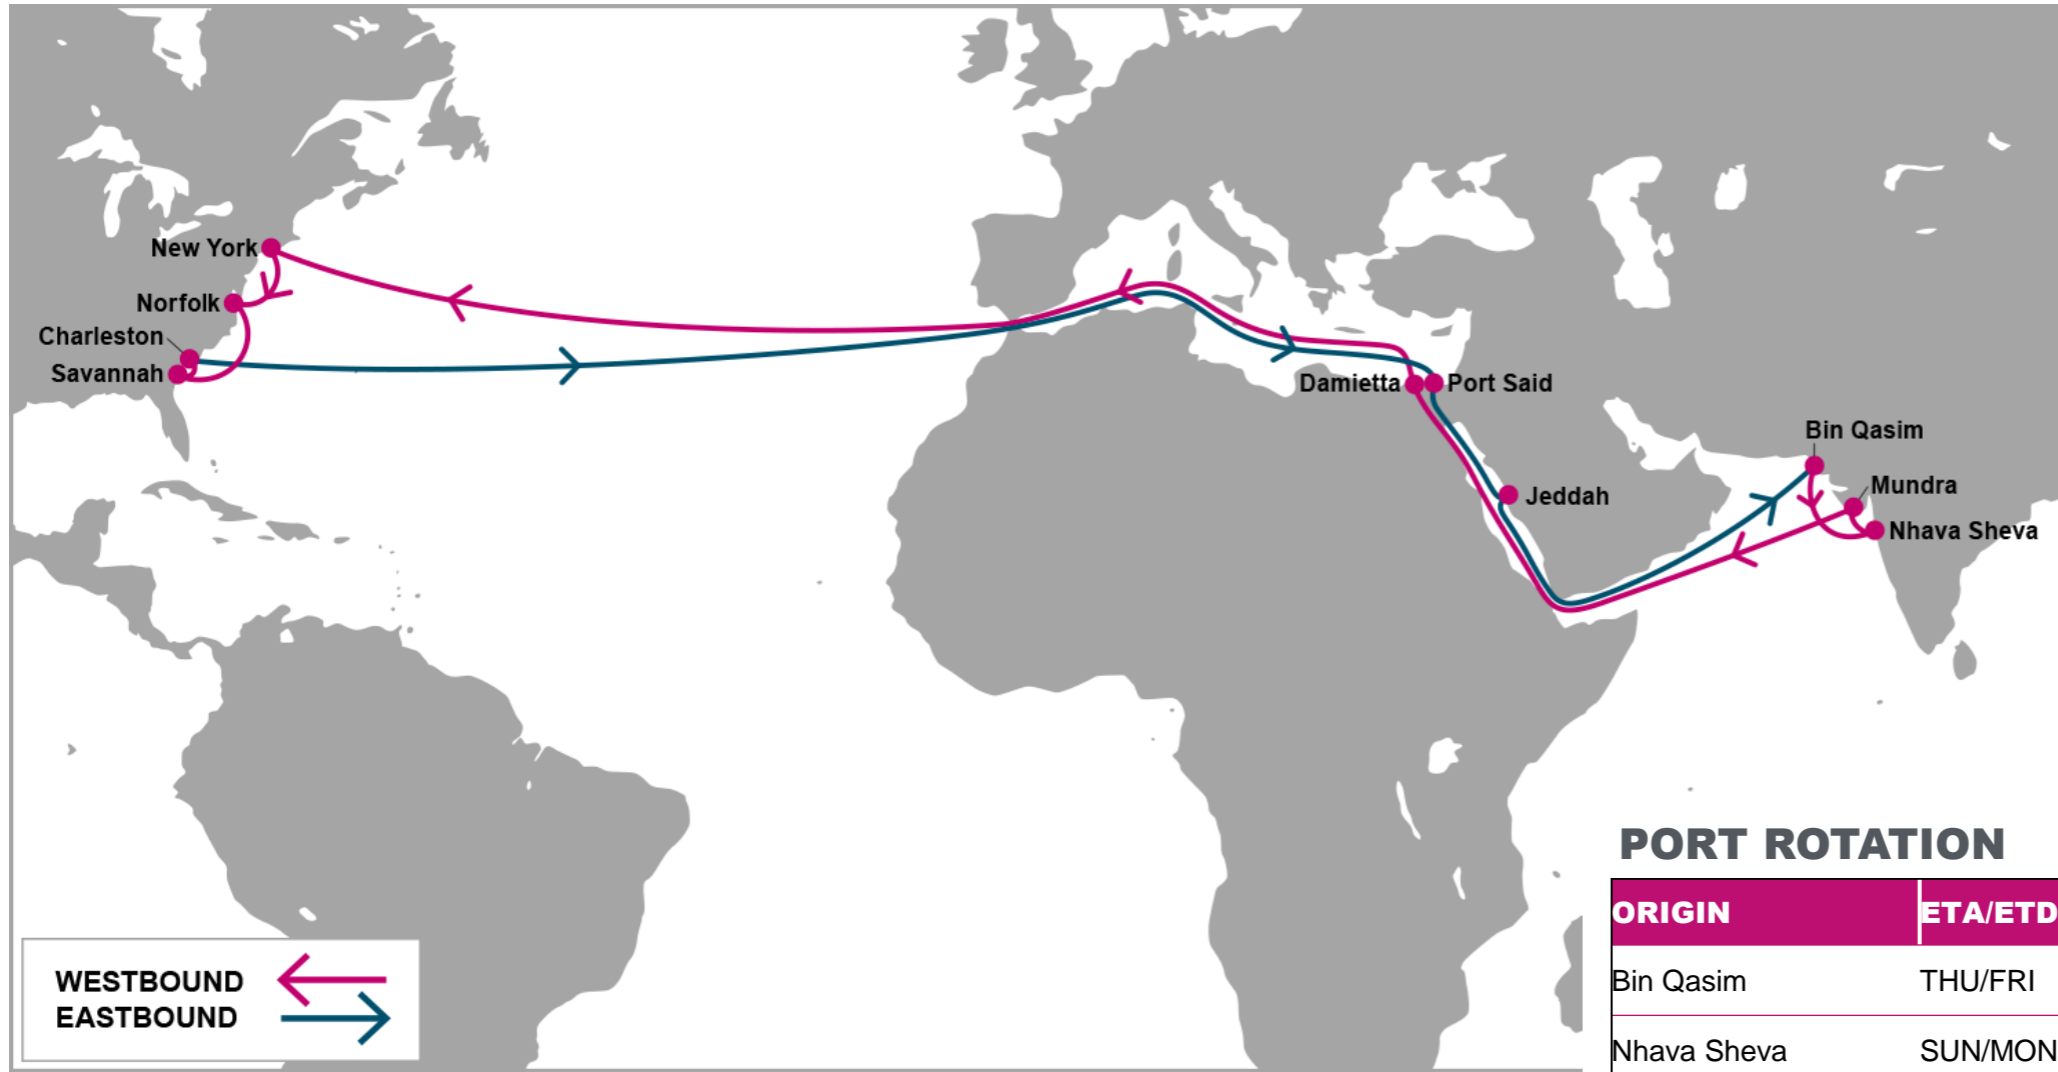 New York
Norfolk
Charleston
Savannah
Damietta
Port Said
Jeddah
Bin Qasim
Mundra
Nhava Sheva
WESTBOUND
EASTBOUND
PORT ROTATION
ORIGIN ETA/ETD
Bin Qasim THU/FRI
Nhava Sheva SUN/MON